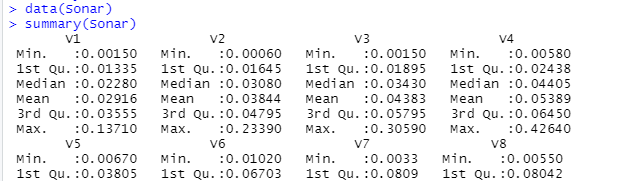 > data(Sonar)
> summary(Sonar)
V1 V2 V3 V4
Min. :0.00150 Min. :0.00060 Min. :0.00150 Min. :0.00580
1st Qu.:0.01335 1st Qu.:0.01645 1st Qu.:0.01895 1st Qu.:0.02438
Median :0.02280 Median :0.03080 Median :0.03430 Median :0.04405
Mean :0.02916 Mean :0.03844 Mean :0.04383 Mean :0.05389
3rd Qu.:0.03555 3rd Qu.:0.04795 3rd Qu.:0.05795 3rd Qu.:0.06450
Max. :0.13710 Max. :0.23390 Max. :0.30590 Max. :0.42640
V5 V6 V7 V8
Min. :0.00670 Min. :0.01020 Min. :0.0033 Min. :0.00550
1st Qu.:0.03805 1st Qu.:0.06703 1st Qu.:0.0809 1st Qu.:0.08042